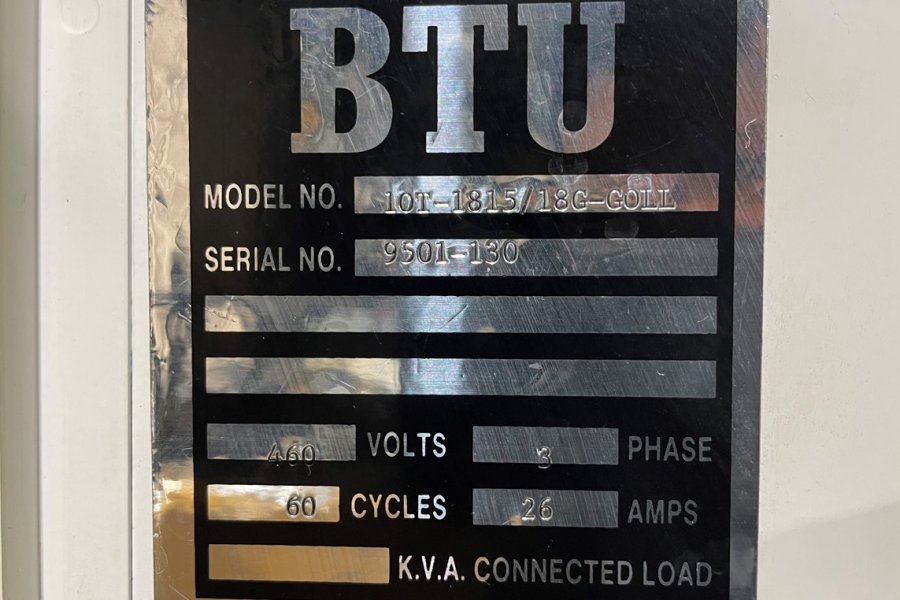 BTU
MODEL NO. 10T-1815/18G-GOLL
SERIAL NO. 9501-130
460 VOLTS 3 PHASE
60 CYCLES 26 AMPS
K.V.A. CONNECTED LOAD